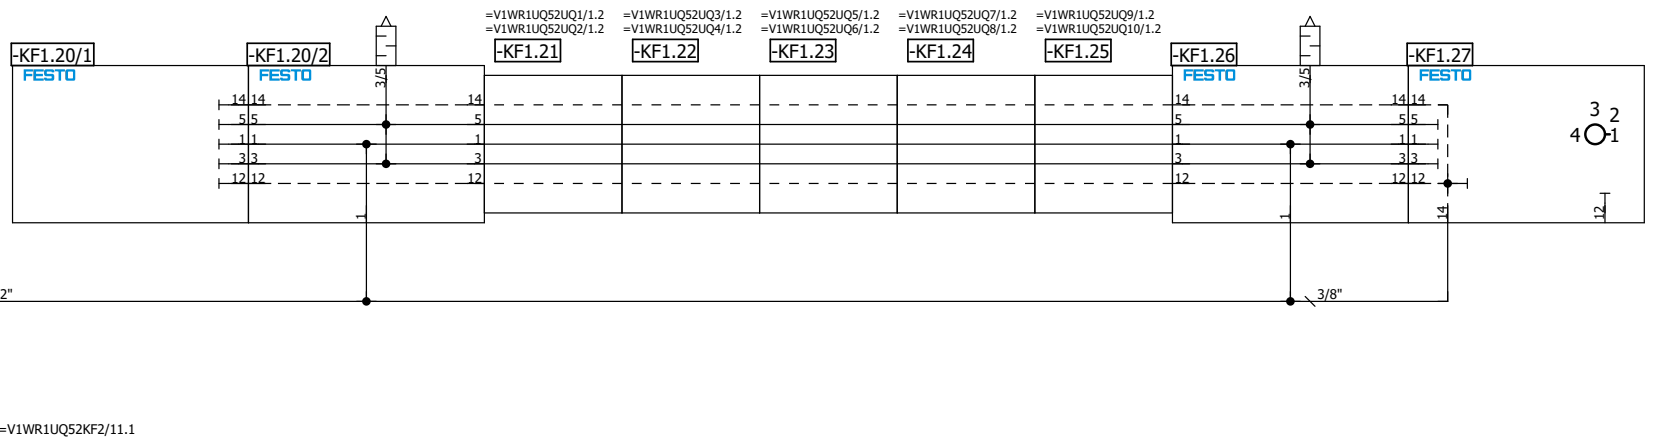 =V1WR1UQ52UQ1/1.2 =V1WR1UQ52UQ3/1.2 =V1WR1UQ52UQ5/1.2 =V1WR1UQ52UQ7/1.2 =V1WR1UQ52UQ9/1.2
=V1WR1UQ52UQ2/1.2 =V1WR1UQ52UQ4/1.2 =V1WR1UQ52UQ6/1.2 =V1WR1UQ52UQ8/1.2 =V1WR1UQ52UQ10/1.2
-KF1.20/1 -KF1.20/2 -KF1.21 -KF1.22 -KF1.23 -KF1.24 -KF1.25 -KF1.26 -KF1.27
FESTO FESTO FESTO FESTO
3/5 3/5
14 14 14 14 14 14
5 5 5 5 5 5
1 1 1 1 1 1
3 3 3 3 3 3
12 12 12 12 12 12
3 2
4 1
1 1 14 12
2" 3/8"
=V1WR1UQ52KF2/11.1